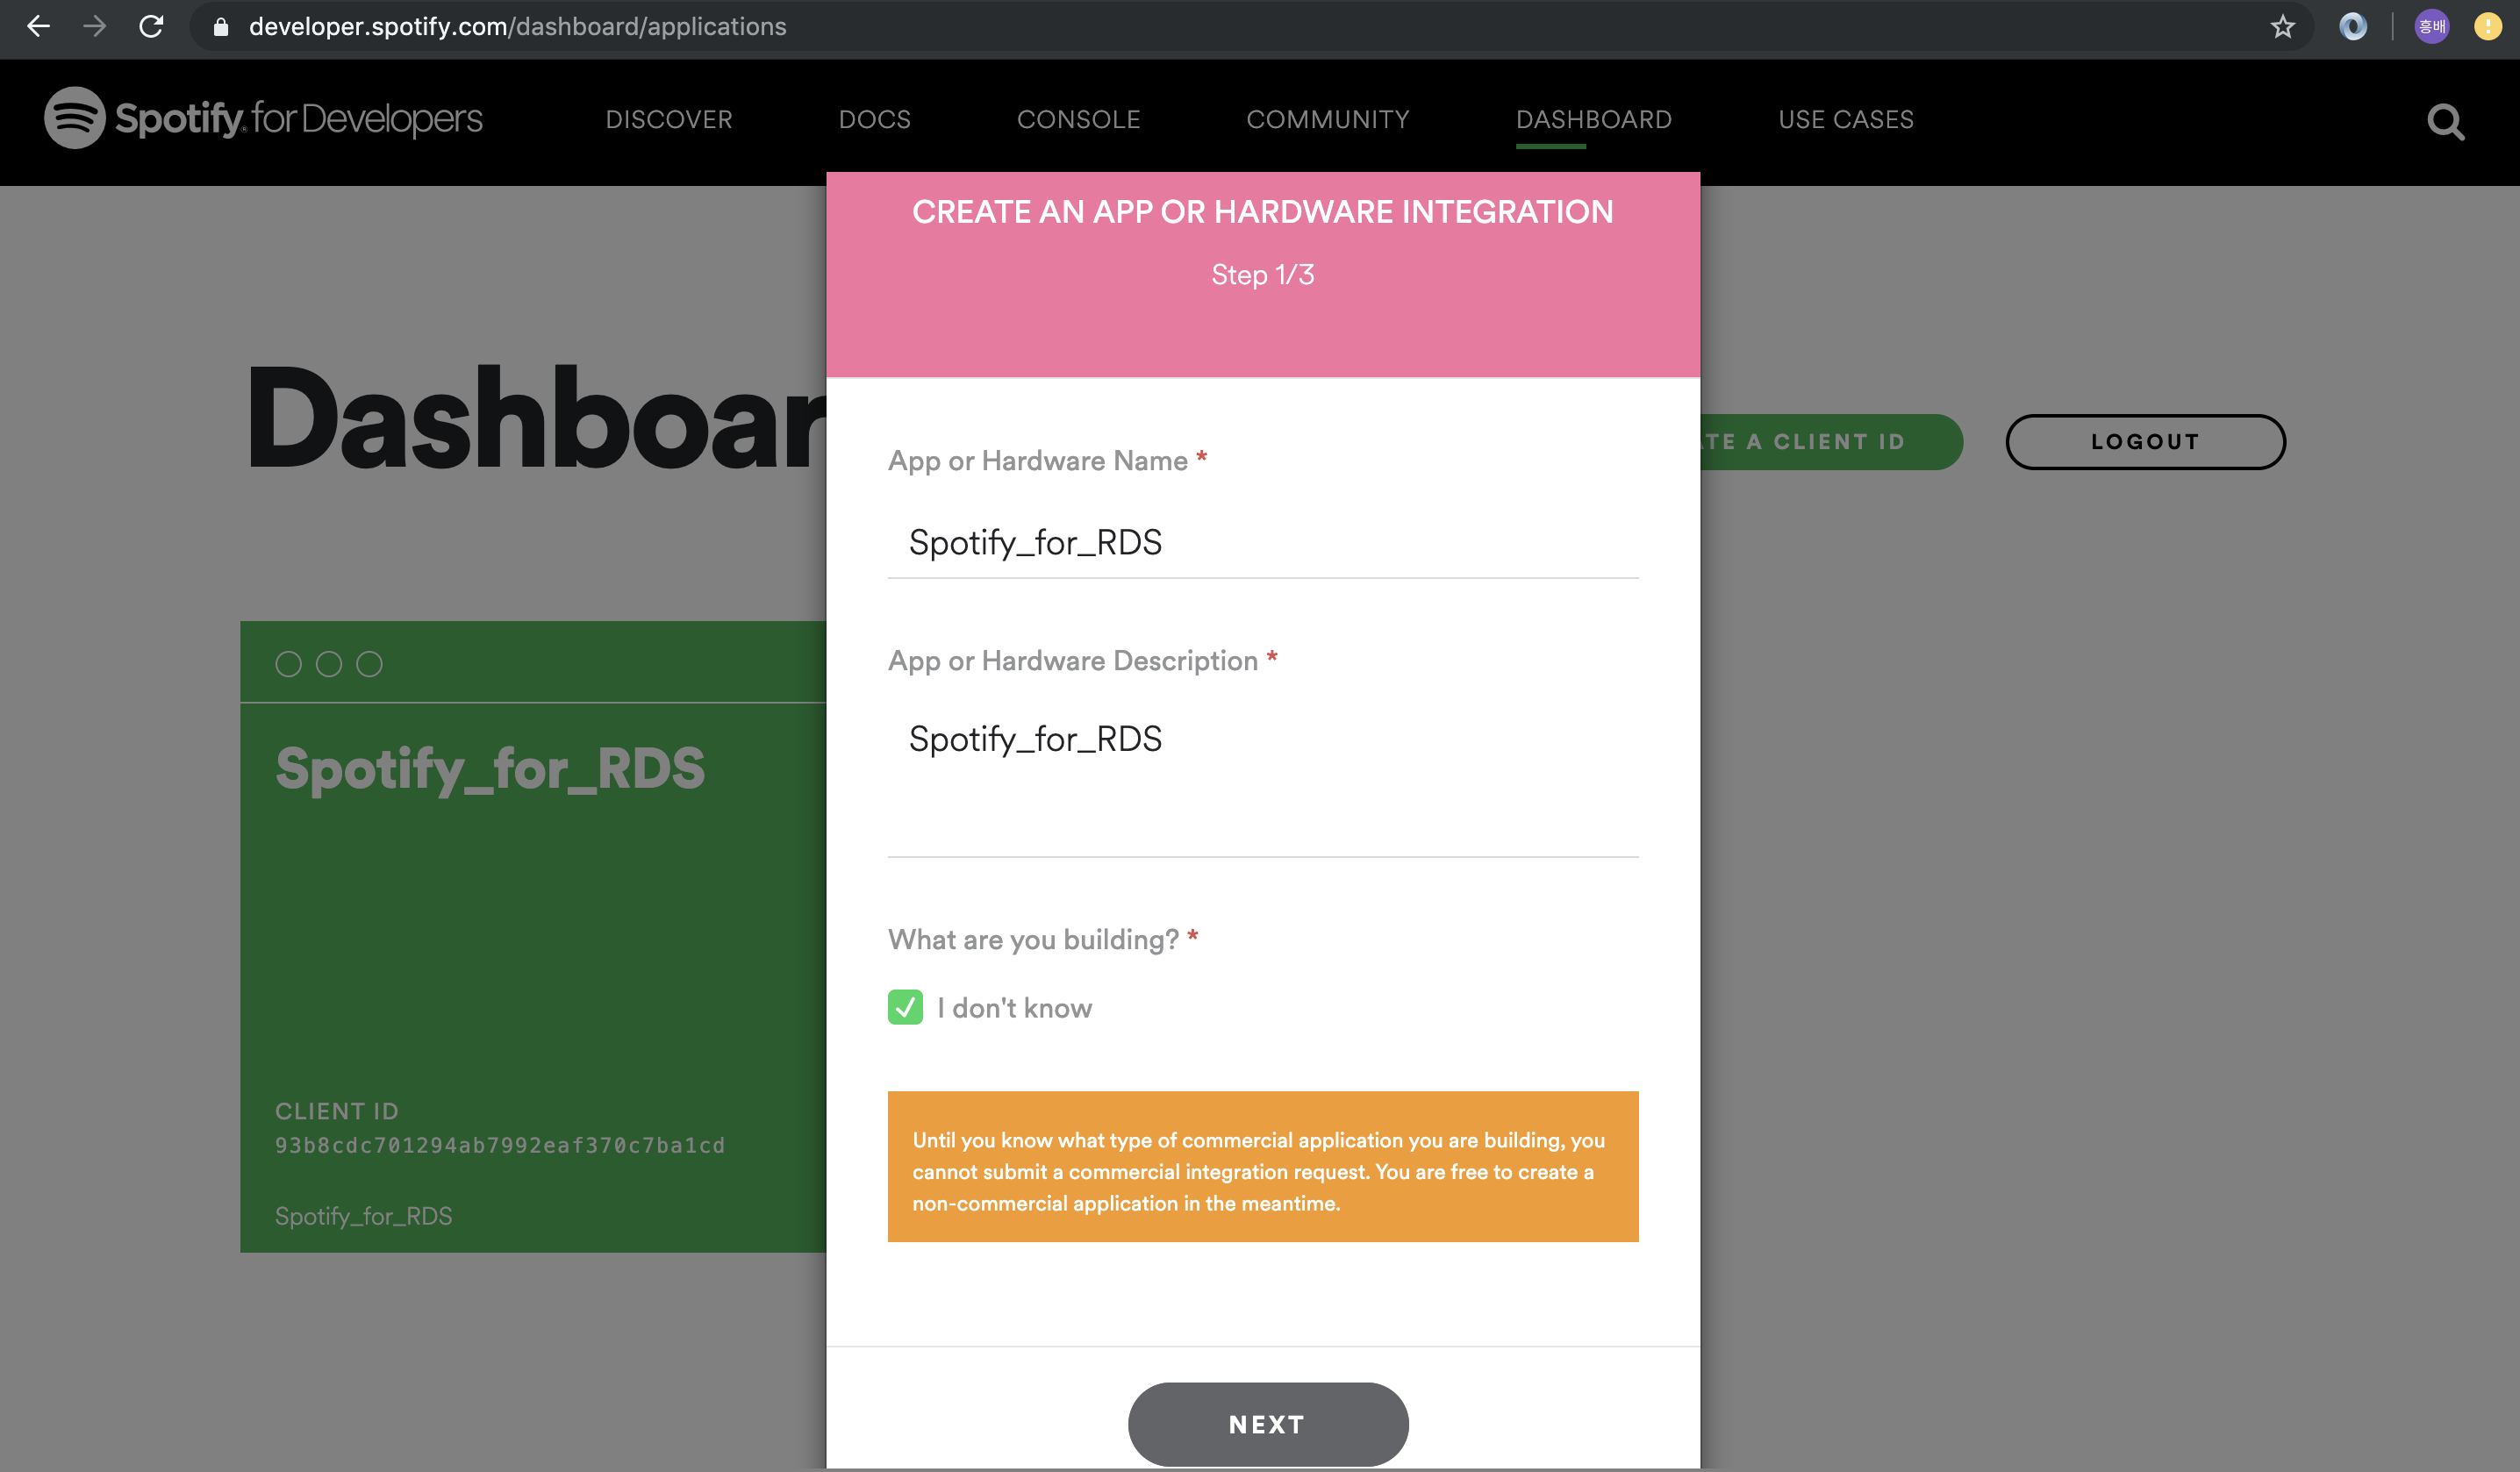 developer.spotify.com/dashboard/applications
흥배
Spotify for Developers
DISCOVER
DOCS
CONSOLE
COMMUNITY
DASHBOARD
USE CASES
CREATE AN APP OR HARDWARE INTEGRATION
Step 1/3
Dashboar
TE A CLIENT ID
LOGOUT
App or Hardware Name *
Spotify_for_RDS
App or Hardware Description *
Spotify_for_RDS
What are you building? *
I don't know
Until you know what type of commercial application you are building, you
cannot submit a commercial integration request. You are free to create a
non-commercial application in the meantime.
NEXT
Spotify_for_RDS
CLIENT ID
93b8cdc701294ab7992eaf370c7ba1cd
Spotify_for_RDS